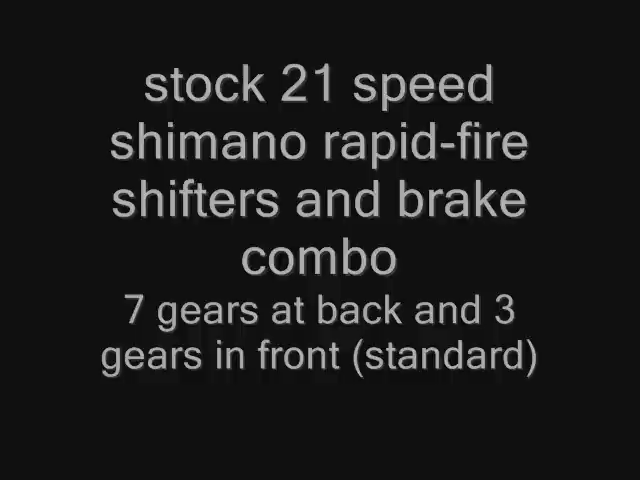 stock 21 speed
shimano rapid-fire
shifters and brake
combo
7 gears at back and 3
gears in front (standard)